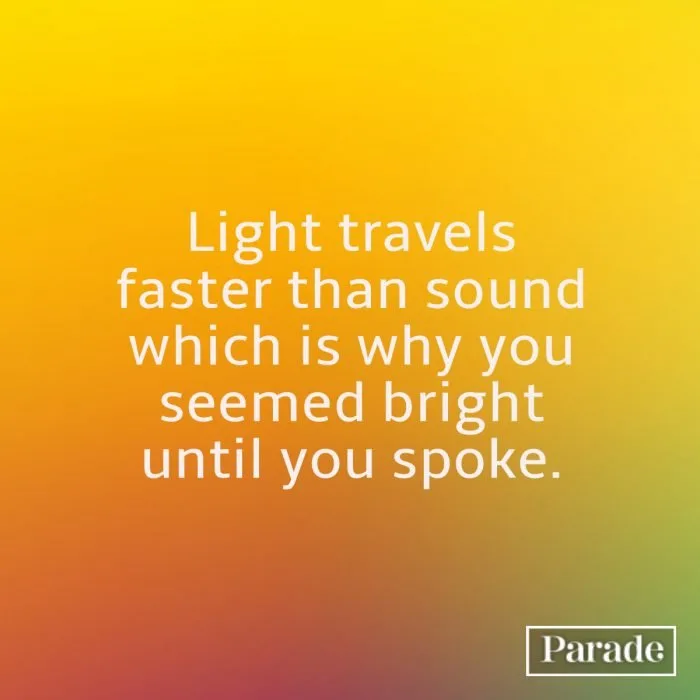 Light travels
faster than sound
which is why you
seemed bright
until you spoke.
Parade